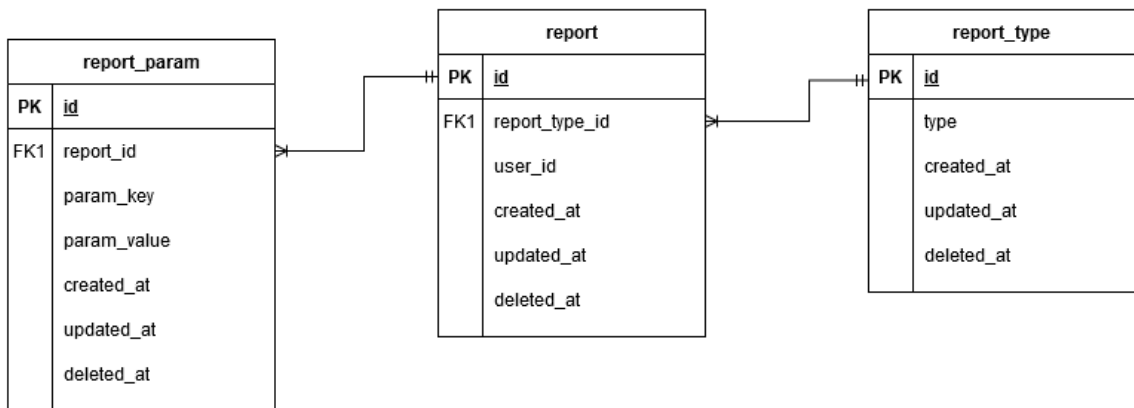 report_param
PK id
FK1 report_id
param_key
param_value
created_at
updated_at
deleted_at
report
PK id
FK1 report_type_id
user_id
created_at
updated_at
deleted_at
report_type
PK id
type
created_at
updated_at
deleted_at